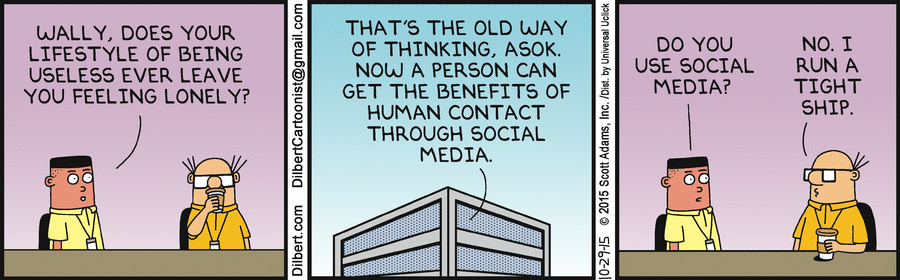 WALLY, DOES YOUR
LIFESTYLE OF BEING
USELESS EVER LEAVE
YOU FEELING LONELY?
Dilbert.com DilbertCartoonist@gmail.com
THAT'S THE OLD WAY
OF THINKING, ASOK.
NOW A PERSON CAN
GET THE BENEFITS OF
HUMAN CONTACT
THROUGH SOCIAL
MEDIA.
10-29-15 © 2015 Scott Adams, Inc. /Dist. by Universal Uclick
DO YOU
USE SOCIAL
MEDIA?
NO. I
RUN A
TIGHT
SHIP.